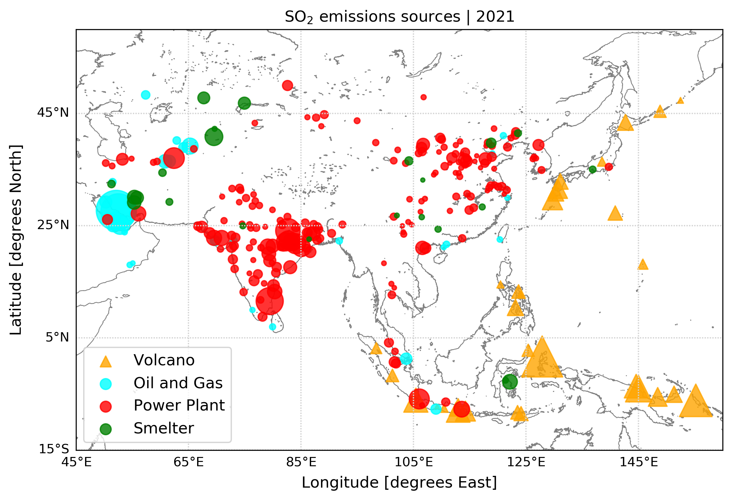 SO₂ emissions sources | 2021
Latitude [degrees North]
45°N
25°N
5°N
15°S
Volcano
Oil and Gas
Power Plant
Smelter
45°E 65°E 85°E 105°E 125°E 145°E
Longitude [degrees East]